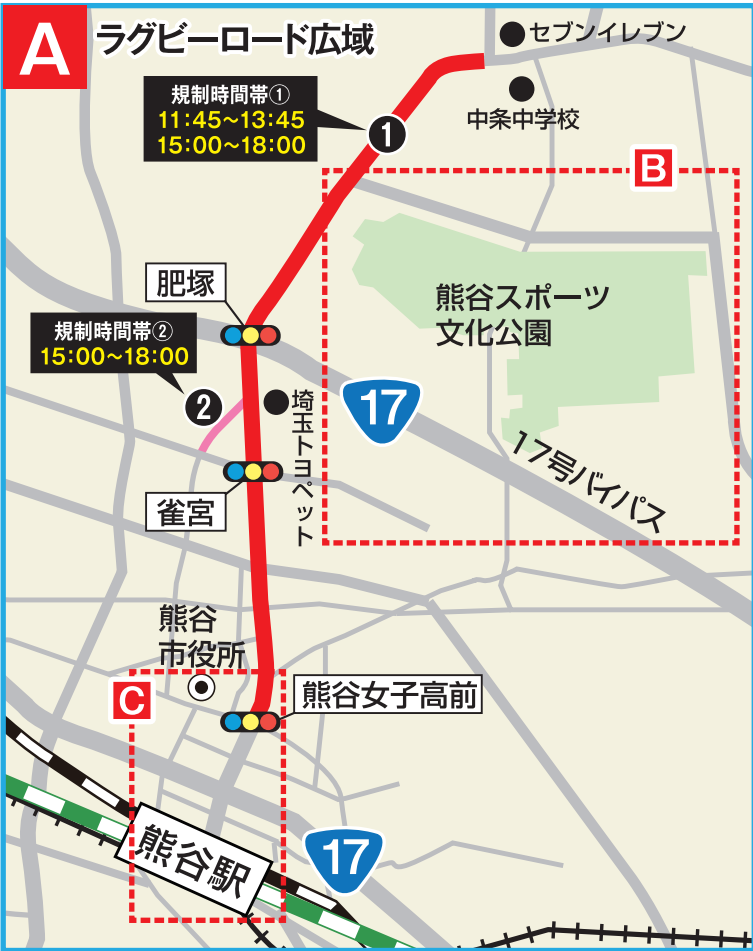 A
ラグビーロード広域
セブンイレブン
規制時間帯①
11:45～13:45
15:00～18:00
1
中条中学校
B
肥塚
熊谷スポーツ
文化公園
規制時間帯②
15:00～18:00
2
埼玉トヨペット
17
17号バイパス
雀宮
熊谷
市役所
C
熊谷女子高前
熊谷駅
17